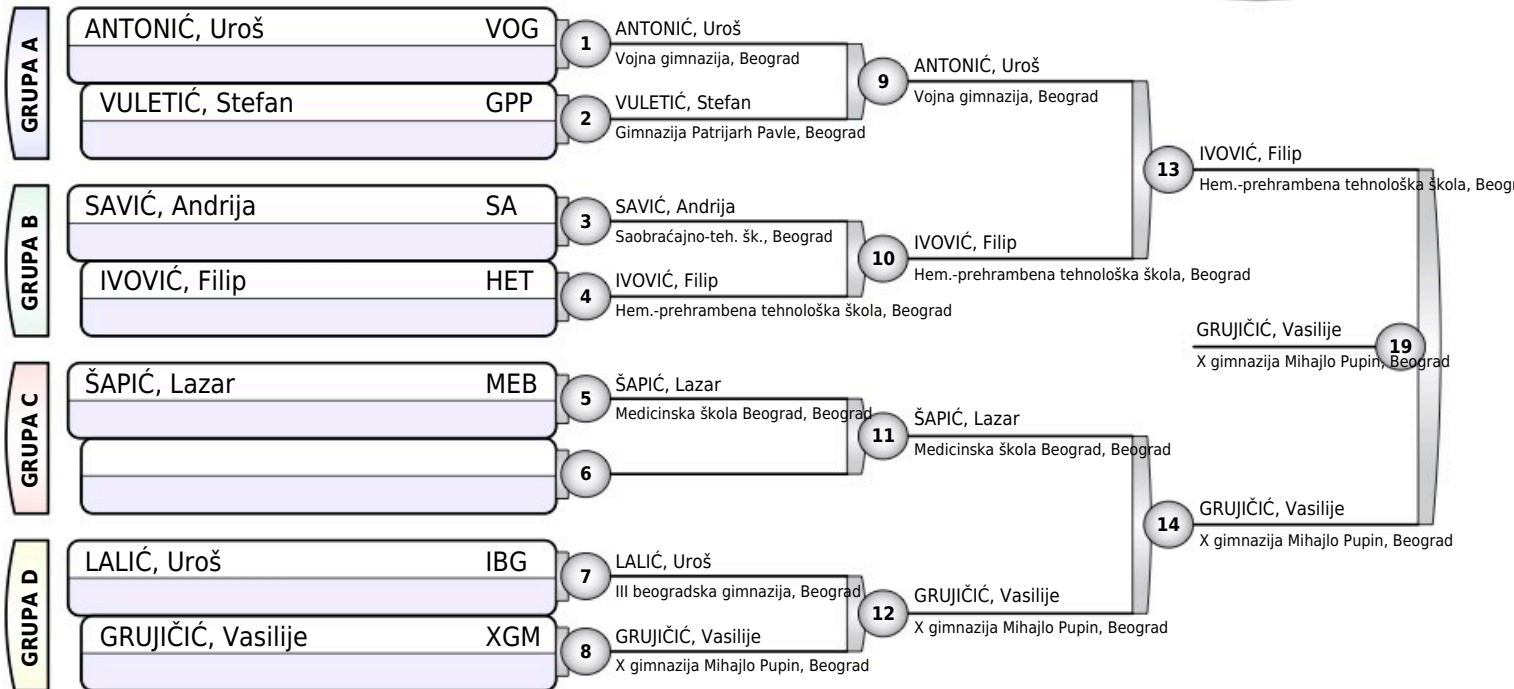 GRUPA A
ANTONIĆ, Uroš VOG
VULETIĆ, Stefan GPP
GRUPA B
SAVIĆ, Andrija SA
IVOVIĆ, Filip HET
GRUPA C
ŠAPIĆ, Lazar MEB
GRUPA D
LALIĆ, Uroš IBG
GRUJIČIĆ, Vasilije XGM
1
ANTONIĆ, Uroš
Vojna gimnazija, Beograd
2
VULETIĆ, Stefan
Gimnazija Patrijarh Pavle, Beograd
3
SAVIĆ, Andrija
Saobraćajno-teh. šk., Beograd
4
IVOVIĆ, Filip
Hem.-prehrambena tehnološka škola, Beograd
5
ŠAPIĆ, Lazar
Medicinska škola Beograd, Beograd
6
7
LALIĆ, Uroš
III beogradska gimnazija, Beograd
8
GRUJIČIĆ, Vasilije
X gimnazija Mihajlo Pupin, Beograd
9
ANTONIĆ, Uroš
Vojna gimnazija, Beograd
10
IVOVIĆ, Filip
Hem.-prehrambena tehnološka škola, Beograd
11
ŠAPIĆ, Lazar
Medicinska škola Beograd, Beograd
12
GRUJIČIĆ, Vasilije
X gimnazija Mihajlo Pupin, Beograd
13
IVOVIĆ, Filip
Hem.-prehrambena tehnološka škola, Beogr
14
GRUJIČIĆ, Vasilije
X gimnazija Mihajlo Pupin, Beograd
19
GRUJIČIĆ, Vasilije
X gimnazija Mihajlo Pupin, Beograd